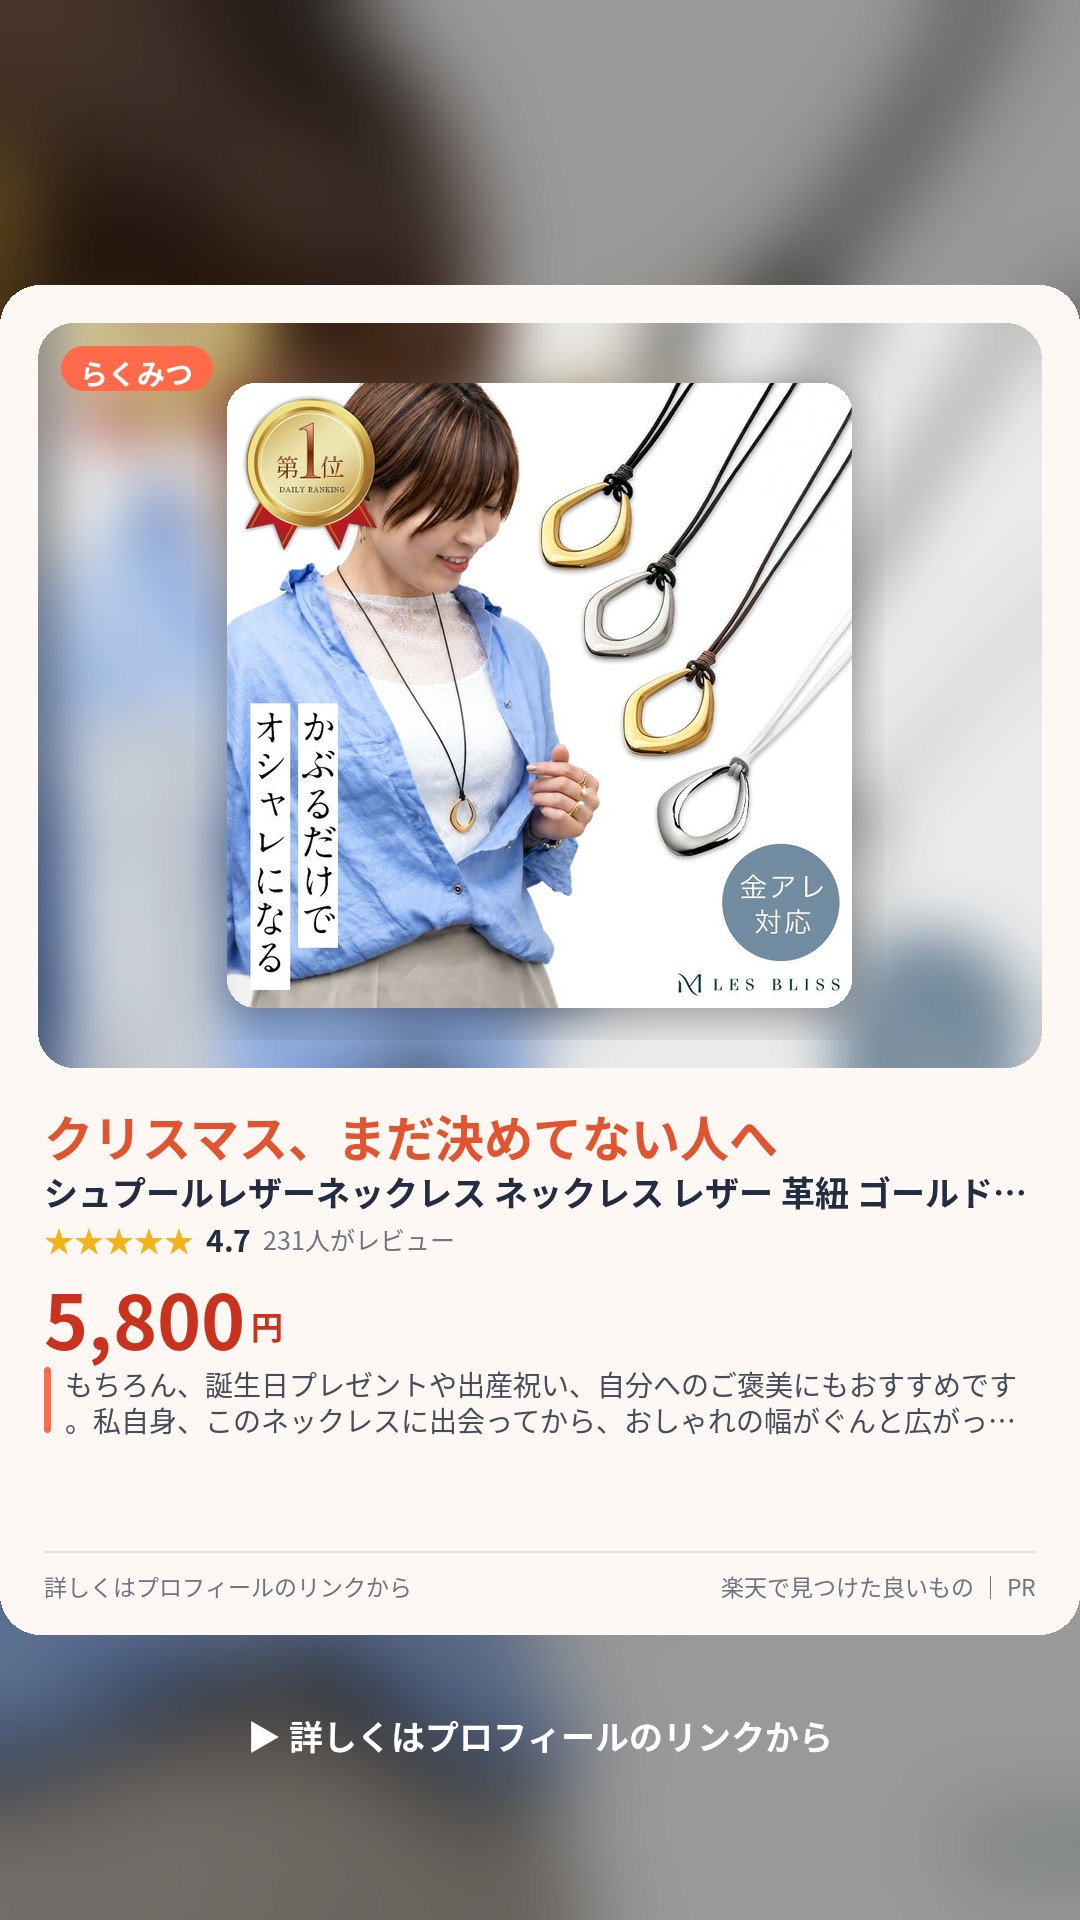 らくみつ
第1位
DAILY RANKING
かぶるだけで
オシャレになる
金アレ
対応
LES BLISS
クリスマス、まだ決めてない人へ
シュプールレザーネックレス ネックレス レザー 革紐 ゴールド…
★★★★★ 4.7 231人がレビュー
5,800円
もちろん、誕生日プレゼントや出産祝い、自分へのご褒美にもおすすめです
。私自身、このネックレスに出会ってから、おしゃれの幅がぐんと広がっ…
詳しくはプロフィールのリンクから
楽天で見つけた良いもの｜PR
▶ 詳しくはプロフィールのリンクから